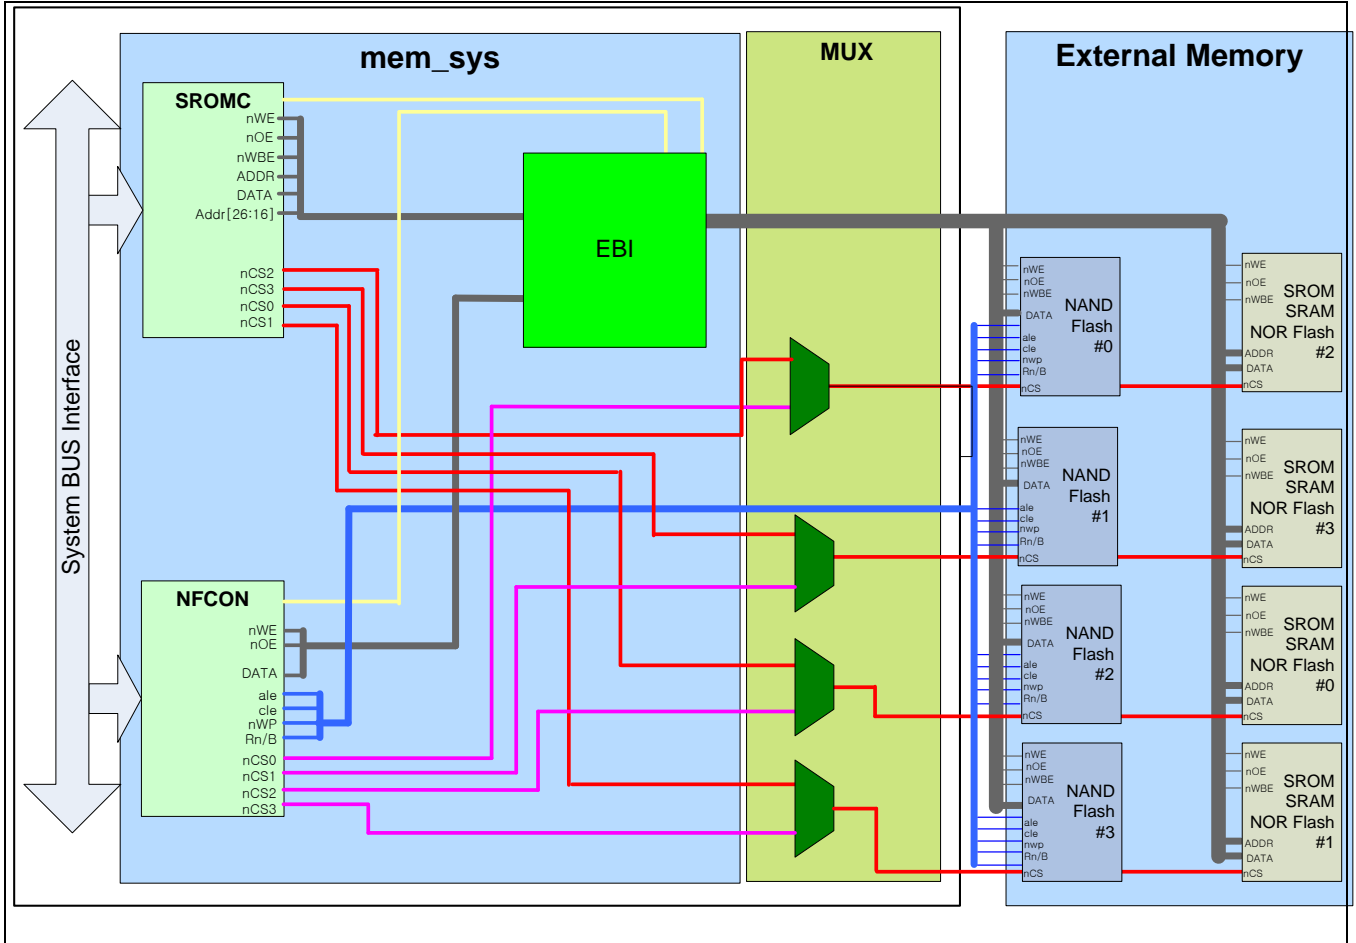 mem_sys
MUX
External Memory
System BUS Interface
SROMC
nWE
nOE
nWBE
ADDR
DATA
Addr[26:16]
nCS2
nCS3
nCS0
nCS1
EBI
NFCON
nWE
nOE
DATA
ale
cle
nWP
Rn/B
nCS0
nCS1
nCS2
nCS3
nWE
nOE
nWBE
DATA
ale
cle
nwp
Rn/B
nCS
NAND
Flash
#0
nWE
nOE
nWBE
ADDR
DATA
nCS
SROM
SRAM
NOR Flash
#2
nWE
nOE
nWBE
DATA
ale
cle
nwp
Rn/B
nCS
NAND
Flash
#1
nWE
nOE
nWBE
ADDR
DATA
nCS
SROM
SRAM
NOR Flash
#3
nWE
nOE
nWBE
DATA
ale
cle
nwp
Rn/B
nCS
NAND
Flash
#2
nWE
nOE
nWBE
ADDR
DATA
nCS
SROM
SRAM
NOR Flash
#0
nWE
nOE
nWBE
DATA
ale
cle
nwp
Rn/B
nCS
NAND
Flash
#3
nWE
nOE
nWBE
ADDR
DATA
nCS
SROM
SRAM
NOR Flash
#1